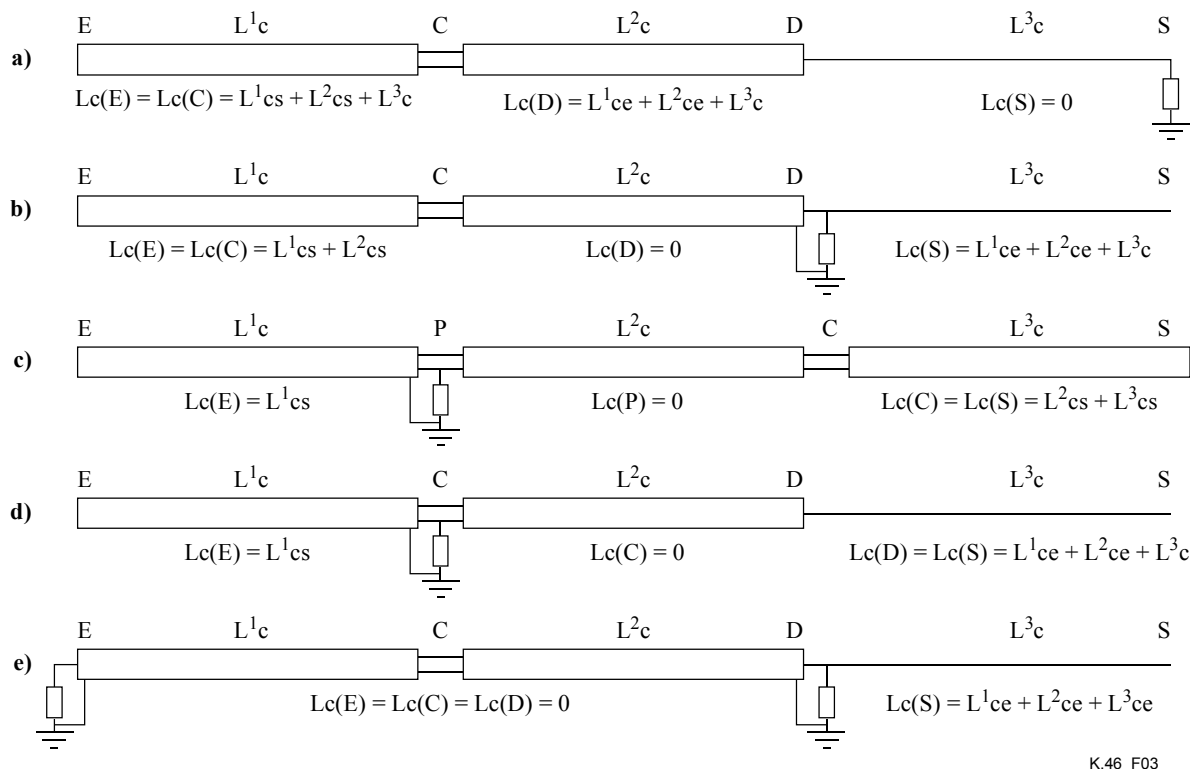 E L¹c C L²c D L³c S
a)
Lc(E) = Lc(C) = L¹cs + L²cs + L³c Lc(D) = L¹ce + L²ce + L³c Lc(S) = 0
E L¹c C L²c D L³c S
b)
Lc(E) = Lc(C) = L¹cs + L²cs Lc(D) = 0 Lc(S) = L¹ce + L²ce + L³c
E L¹c P L²c C L³c S
c)
Lc(E) = L¹cs Lc(P) = 0 Lc(C) = Lc(S) = L²cs + L³cs
E L¹c C L²c D L³c S
d)
Lc(E) = L¹cs Lc(C) = 0 Lc(D) = Lc(S) = L¹ce + L²ce + L³c
E L¹c C L²c D L³c S
e)
Lc(E) = Lc(C) = Lc(D) = 0 Lc(S) = L¹ce + L²ce + L³ce
K.46_F03